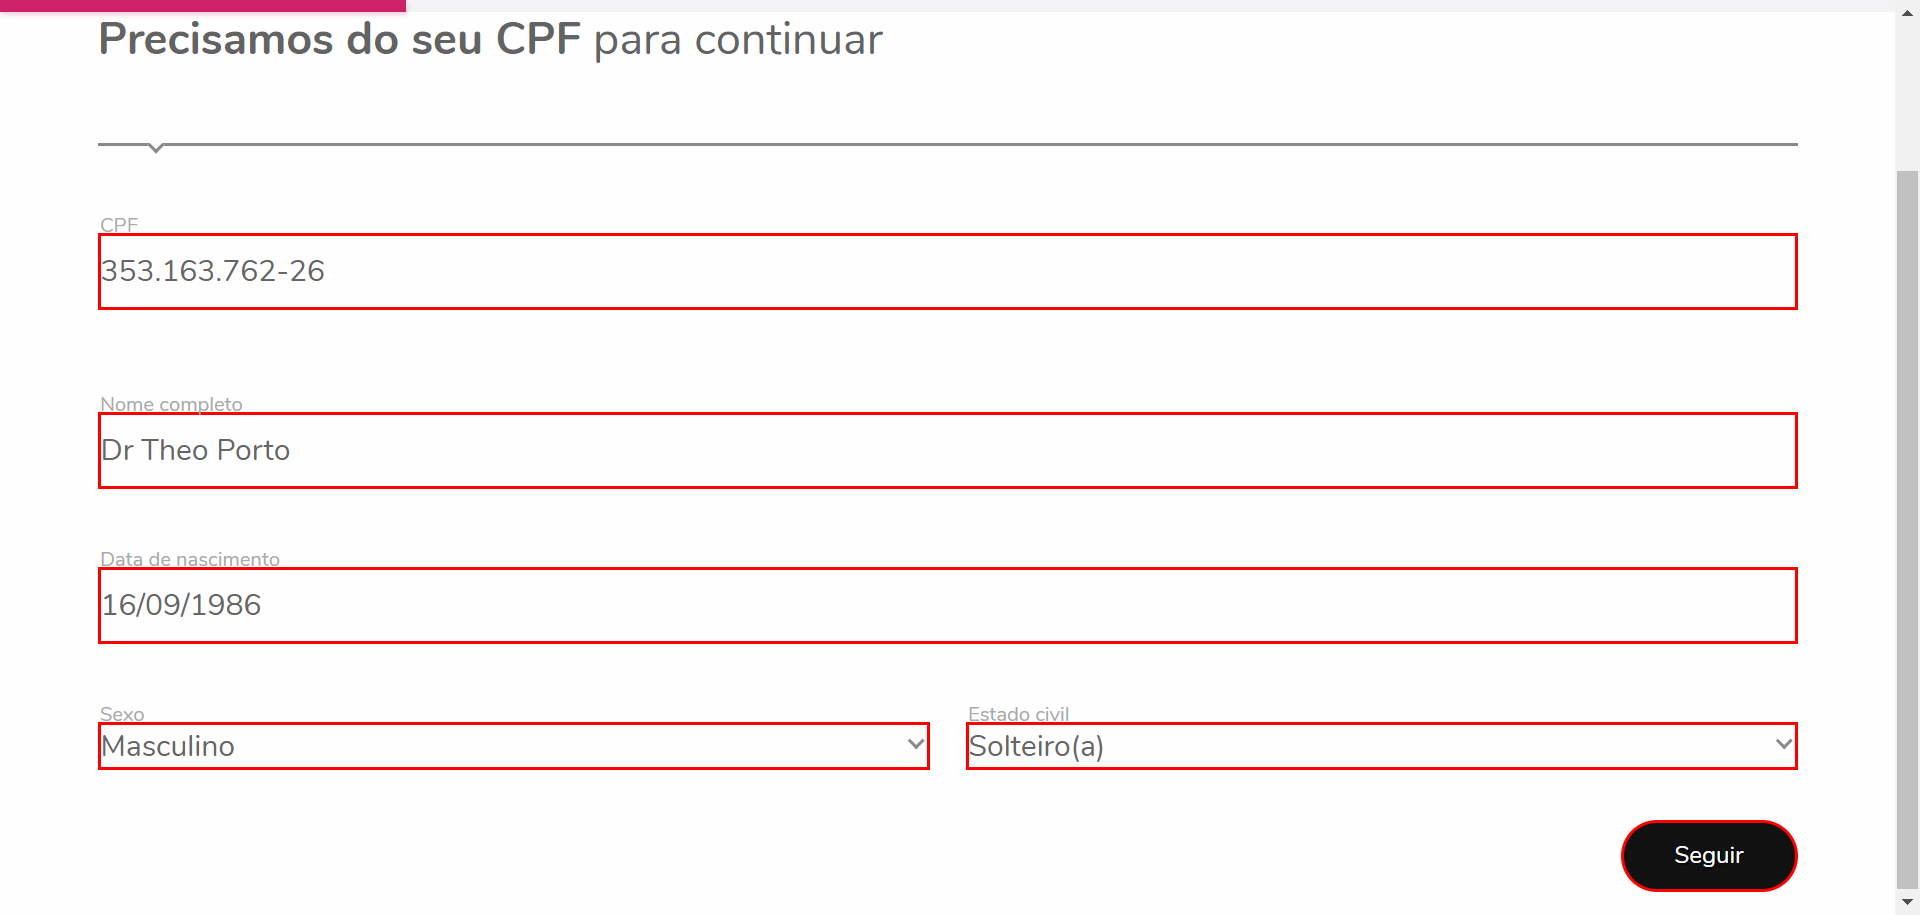 Precisamos do seu CPF para continuar
CPF
353.163.762-26
Nome completo
Dr Theo Porto
Data de nascimento
16/09/1986
Sexo
Masculino
Estado civil
Solteiro(a)
Seguir